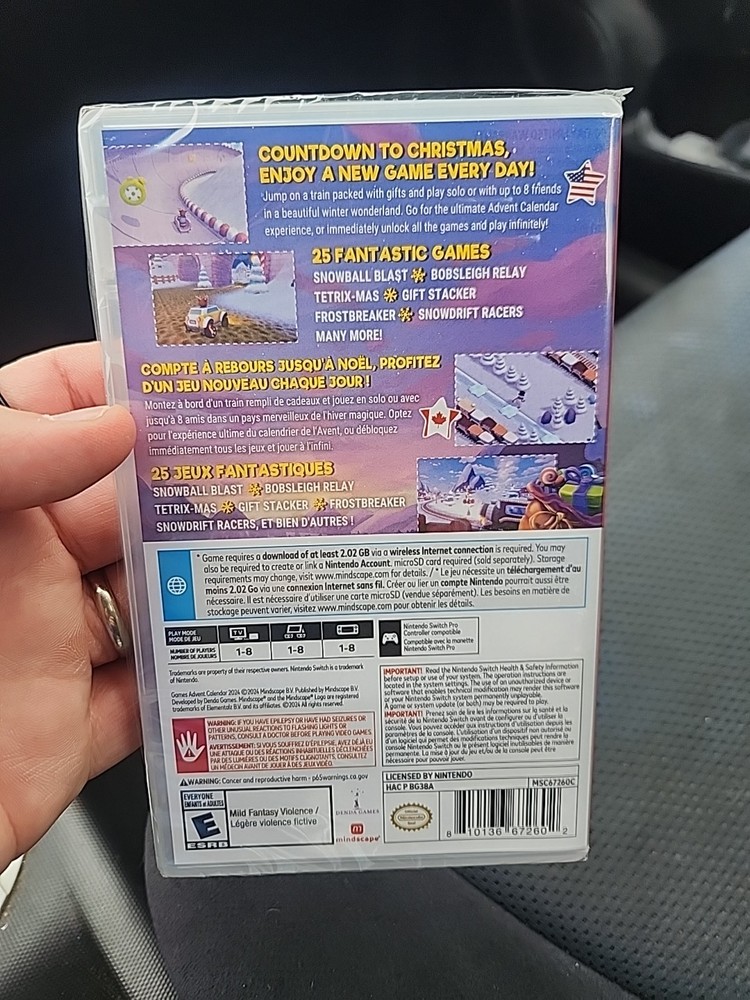 COUNTDOWN TO CHRISTMAS,
ENJOY A NEW GAME EVERY DAY!
Jump on a train packed with gifts and play solo or with up to 8 friends
in a beautiful winter wonderland. Go for the ultimate Advent Calendar
experience, or immediately unlock all the games and play infinitely!
25 FANTASTIC GAMES
SNOWBALL BLAST BOBSLEIGH RELAY
TETRIX-MAS GIFT STACKER
FROSTBREAKER SNOWDRIFT RACERS
MANY MORE!
COMPTE À REBOURS JUSQU'À NOËL, PROFITEZ
D'UN JEU NOUVEAU CHAQUE JOUR !
Montez à bord d'un train rempli de cadeaux et jouez en solo ou avec
jusqu'à 8 amis dans un pays merveilleux de l'hiver magique. Optez
pour l'expérience ultime du calendrier de l'Avent, ou débloquez
immédiatement tous les jeux et jouer à l'infini.
25 JEUX FANTASTIQUES
SNOWBALL BLAST BOBSLEIGH RELAY
TETRIX-MAS GIFT STACKER FROSTBREAKER
SNOWDRIFT RACERS, ET BIEN D'AUTRES !
* Game requires a download of at least 2.02 GB via a wireless Internet connection is required. You may
also be required to create or link a Nintendo Account. microSD card required (sold separately). Storage
requirements may change, visit www.mindscape.com for details. / * Le jeu nécessite un téléchargement d'au
moins 2.02 Go via une connexion Internet sans fil. Créer ou lier un compte Nintendo pourrait aussi être
nécessaire. Il est nécessaire d'utiliser une carte microSD (vendue séparément). Les besoins en matière de
stockage peuvent varier, visitez www.mindscape.com pour obtenir les détails.
PLAY MODE
MODE DE JEU
TV
NUMBER OF PLAYERS
NOMBRE DE JOUEURS
1-8
1-8
1-8
Nintendo Switch Pro
Controller compatible
Compatible avec la manette
Nintendo Switch Pro
Trademarks are property of their respective owners. Nintendo Switch is a trademark
of Nintendo.
Games Advent Calendar 2024 ©2024 Mindscape B.V. Published by Mindscape B.V.
Developed by Denda Games. Mindscape® and the Mindscape® Logo are registered
trademarks of Elementals B.V. and its affiliates. ©2024 All rights reserved.
IMPORTANT! Read the Nintendo Switch Health & Safety Information
before setup or use of your system. The operation instructions are
located in the system settings. The use of an unauthorized device or
software that enables technical modification may render this software
or your Nintendo Switch system permanently unplayable.
A game or system update (or both) may be required to play.
IMPORTANT! Prenez soin de lire les informations sur la santé et la
sécurité de la Nintendo Switch avant de configurer ou d'utiliser la
console. Vous pouvez accéder aux instructions d'utilisation depuis les
paramètres de la console. L'utilisation d'un dispositif non autorisé ou
d'un logiciel qui permet des modifications techniques peut rendre la
console Nintendo Switch ou le présent logiciel inutilisables de manière
permanente. La mise à jour de jeu et/ou de la console peut être
nécessaire pour pouvoir jouer.
WARNING: IF YOU HAVE EPILEPSY OR HAVE HAD SEIZURES OR
OTHER UNUSUAL REACTIONS TO FLASHING LIGHTS OR
PATTERNS, CONSULT A DOCTOR BEFORE PLAYING VIDEO GAMES.
AVERTISSEMENT: SI VOUS SOUFFREZ D'ÉPILEPSIE, AVEZ DÉJÀ EU
UNE ATTAQUE OU DES RÉACTIONS INHABITUELLES DÉCLENCHÉES
PAR DES LUMIÈRES OU DES MOTIFS CLIGNOTANTS, CONSULTEZ
UN MÉDECIN AVANT DE JOUER À DES JEUX VIDÉO.
WARNING: Cancer and reproductive harm - p65warnings.ca.gov
EVERYONE
ENFANTS et ADULTES
E
ESRB
Mild Fantasy Violence /
Légère violence fictive
DENDA GAMES
m
mindscape®
LICENSED BY NINTENDO
HAC P BG38A
MSC67260C
Official
Nintendo
Seal
8 10136 67260 2